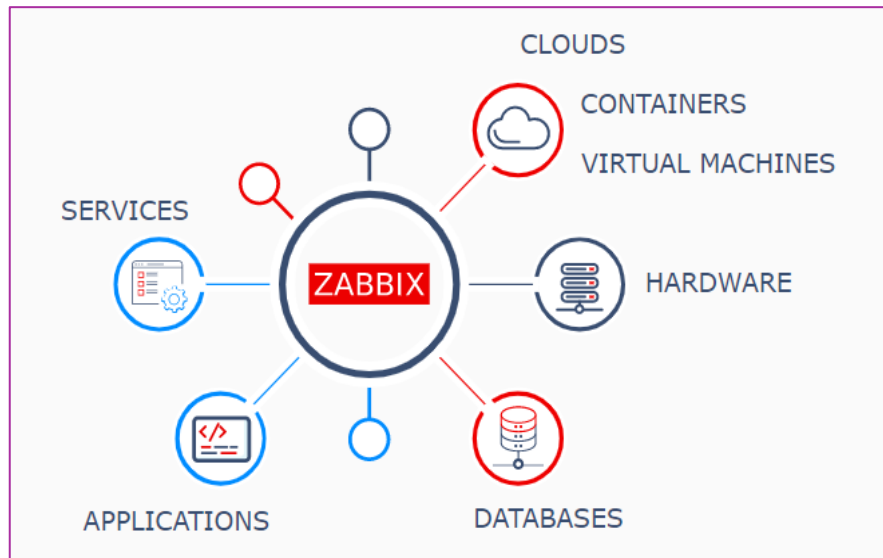 CLOUDS
CONTAINERS
VIRTUAL MACHINES
SERVICES
ZABBIX
HARDWARE
</>
APPLICATIONS
DATABASES